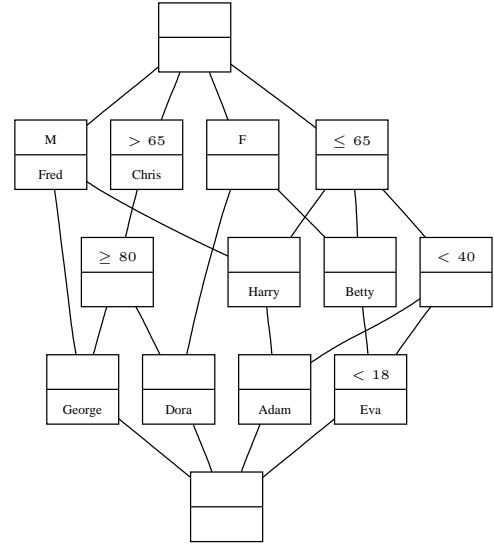 M
> 65
F
≤ 65
Fred
Chris
≥ 80
< 40
Harry
Betty
< 18
George
Dora
Adam
Eva